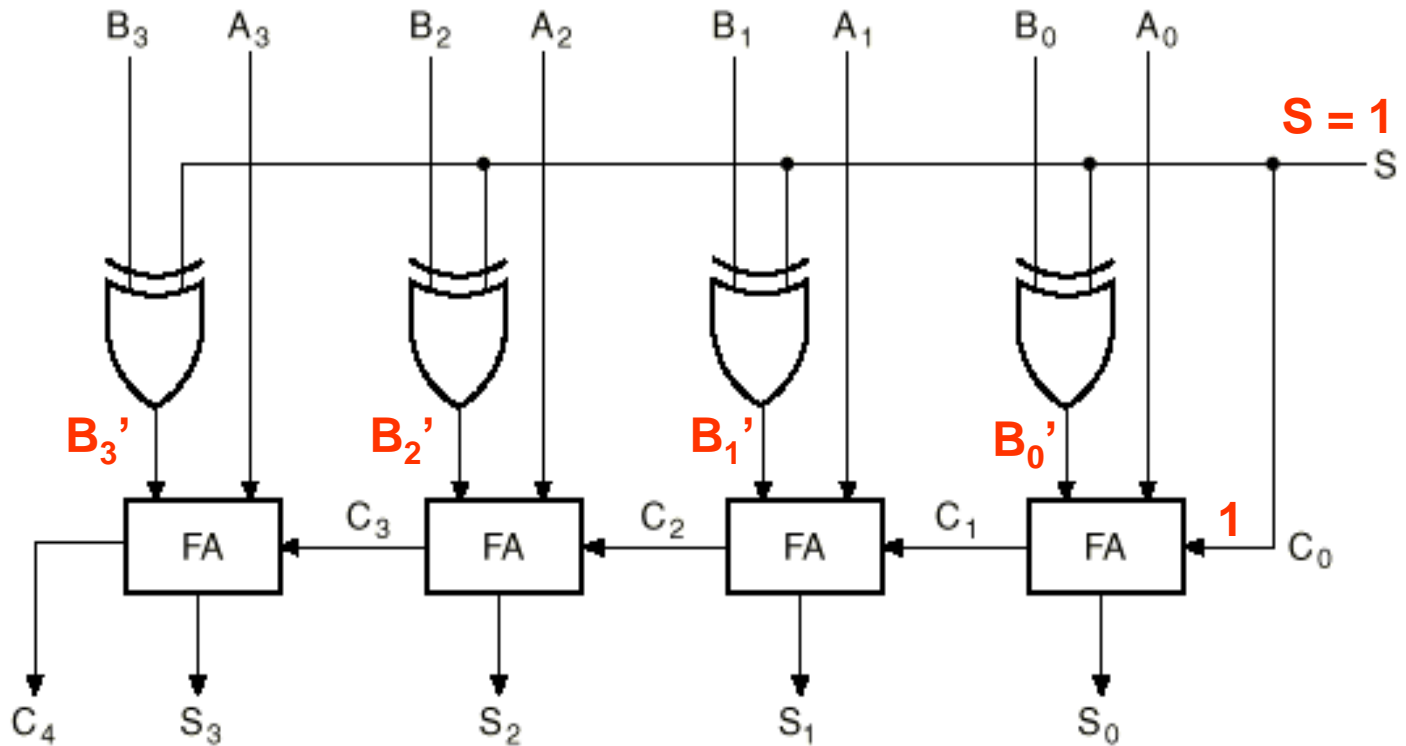 B₃ A₃ B₂ A₂ B₁ A₁ B₀ A₀
S = 1
S
B₃’ B₂’ B₁’ B₀’
FA C₃ FA C₂ FA C₁ FA 1 C₀
C₄ S₃ S₂ S₁ S₀